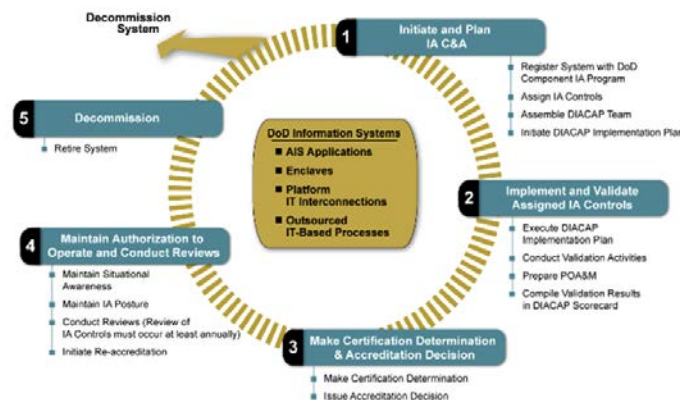 Decommission
System
1
Initiate and Plan
IA C&A
Register System with DoD
Component IA Program
Assign IA Controls
Assemble DIACAP Team
Initiate DIACAP Implementation Plan
5
Decommission
Retire System
DoD Information Systems
AIS Applications
Enclaves
Platform
IT Interconnections
Outsourced
IT-Based Processes
2
Implement and Validate
Assigned IA Controls
Execute DIACAP
Implementation Plan
Conduct Validation Activities
Prepare POA&M
Compile Validation Results
in DIACAP Scorecard
4
Maintain Authorization to
Operate and Conduct Reviews
Maintain Situational
Awareness
Maintain IA Posture
Conduct Reviews (Review of
IA Controls must occur at least annually)
Initiate Re-accreditation
3
Make Certification Determination
& Accreditation Decision
Make Certification Determination
Issue Accreditation Decision